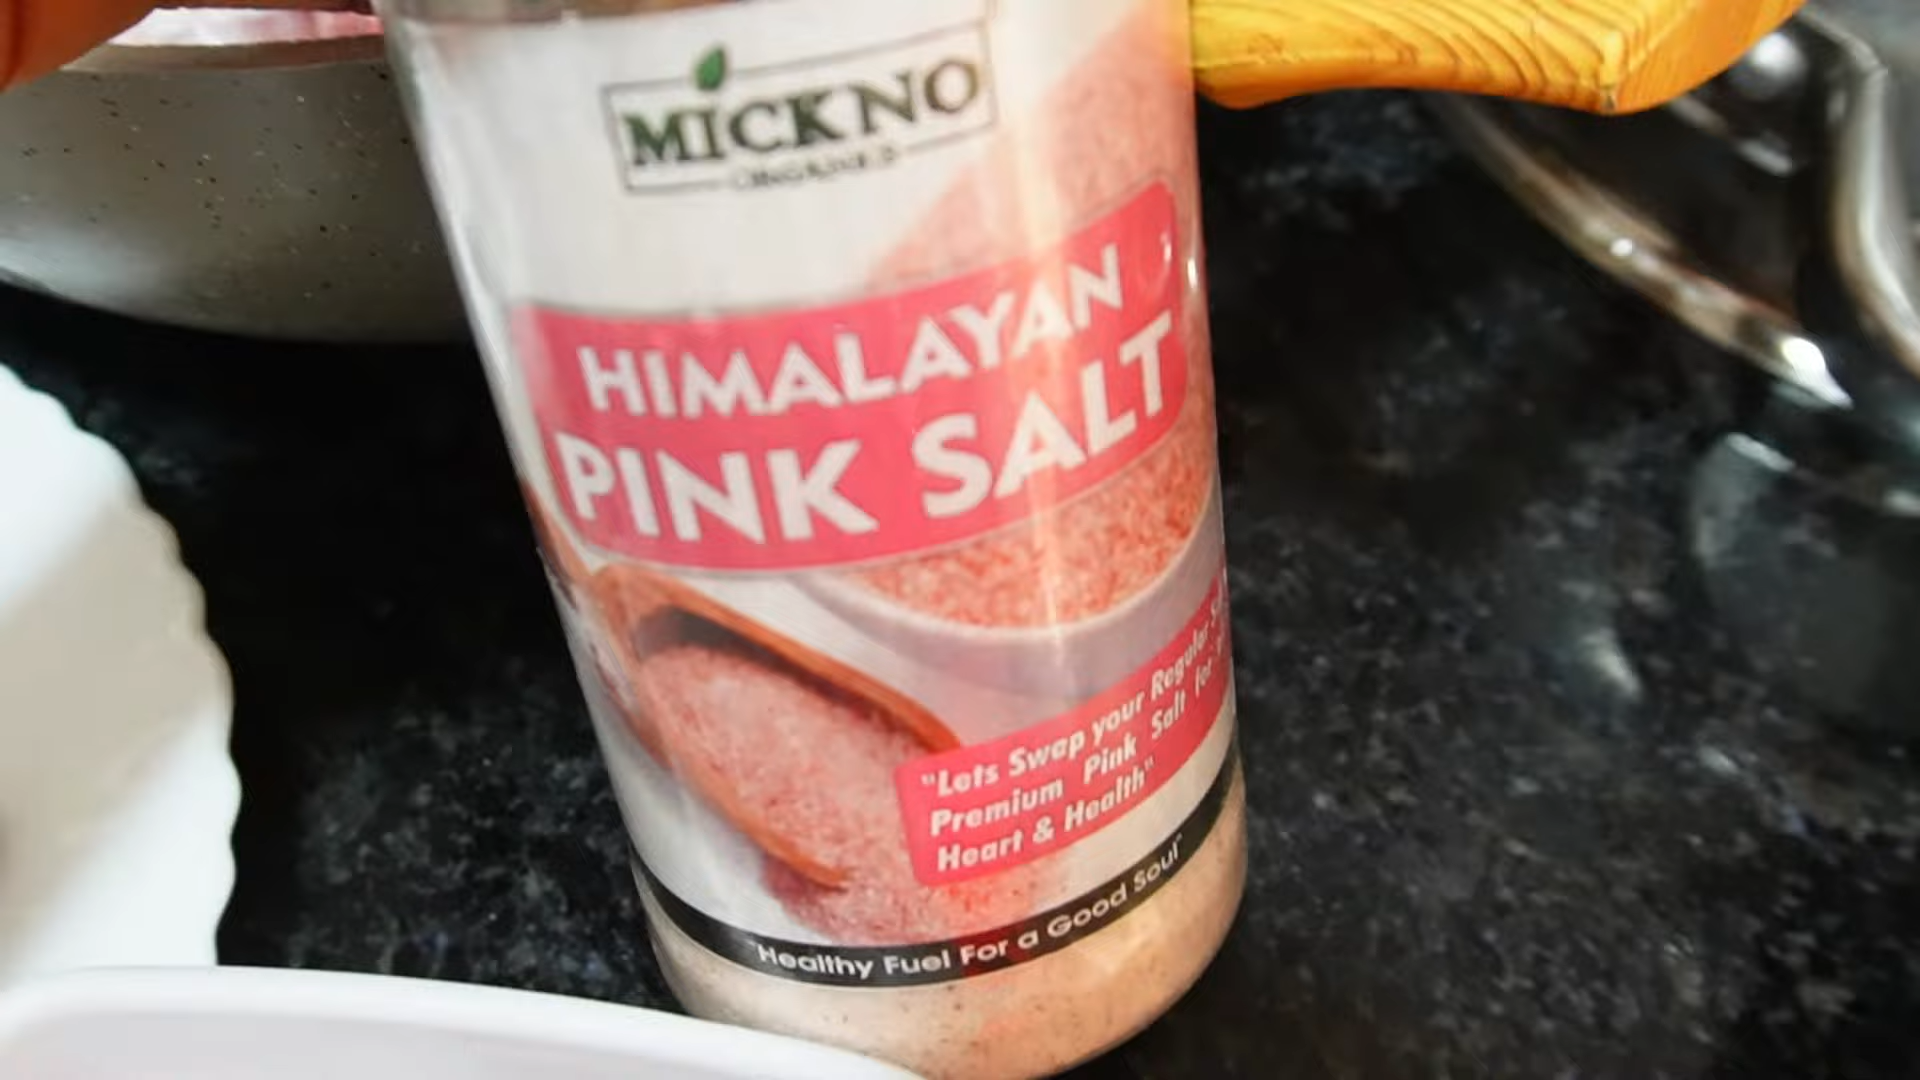 MICKNO
ORGANICS
HIMALAYAN
PINK SALT
"Lets Swap your Regular
Premium Pink Salt for
Heart & Health"
"Healthy Fuel For a Good Soul"